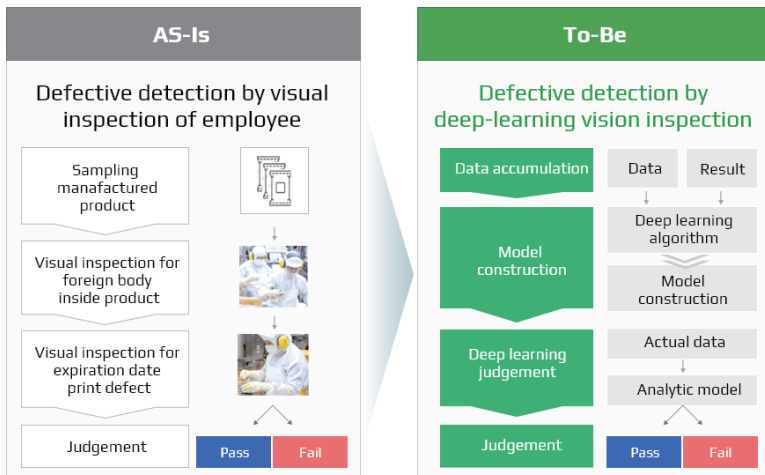 AS-Is
Defective detection by visual
inspection of employee
Sampling
manafactured
product
Visual inspection for
foreign body
inside product
Visual inspection for
expiration date
print defect
Judgement
Pass
Fail
To-Be
Defective detection by
deep-learning vision inspection
Data accumulation
Data
Result
Model
construction
Deep learning
algorithm
Model
construction
Deep learning
judgement
Actual data
Analytic model
Judgement
Pass
Fail